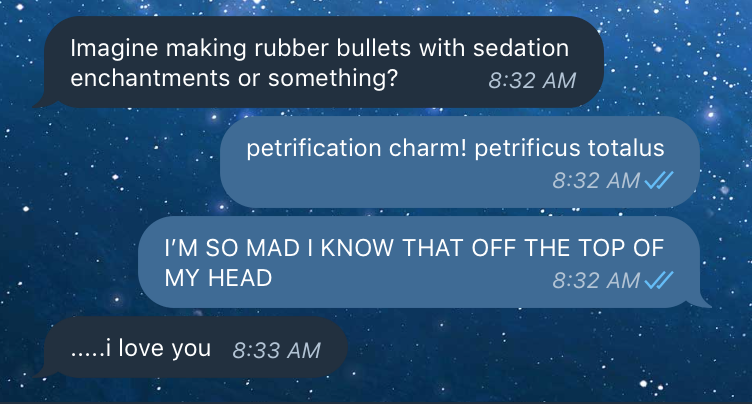 Imagine making rubber bullets with sedation
enchantments or something? 8:32 AM
petrification charm! petrificus totalus
8:32 AM
I'M SO MAD I KNOW THAT OFF THE TOP OF
MY HEAD 8:32 AM
.....i love you 8:33 AM